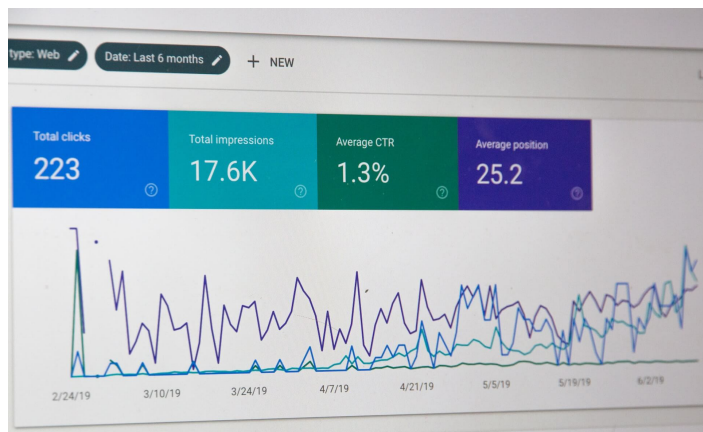 type: Web
Date: Last 6 months
+ NEW
Total clicks
223
Total impressions
17.6K
Average CTR
1.3%
Average position
25.2
2/24/19
3/10/19
3/24/19
4/7/19
4/21/19
5/5/19
5/19/19
6/2/19